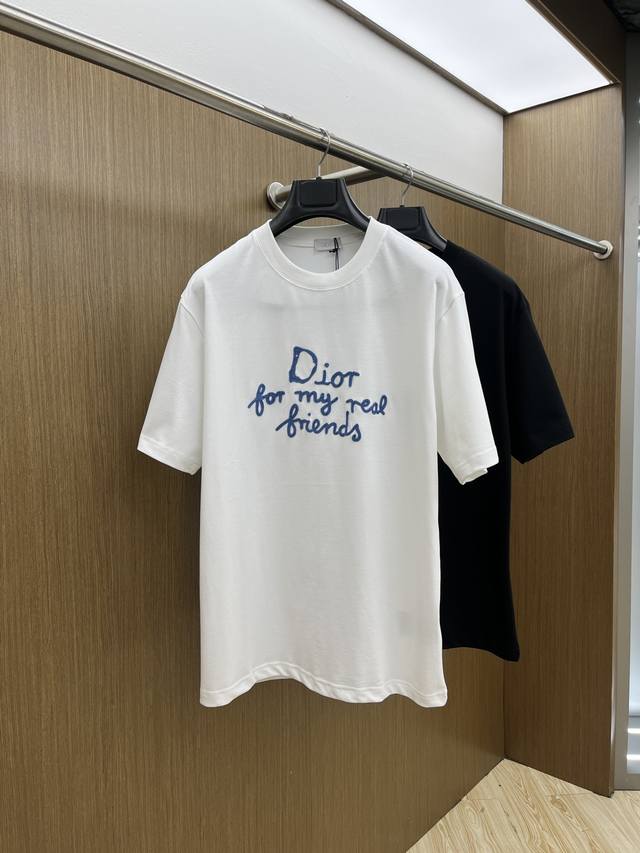 Dior
for my real
friends